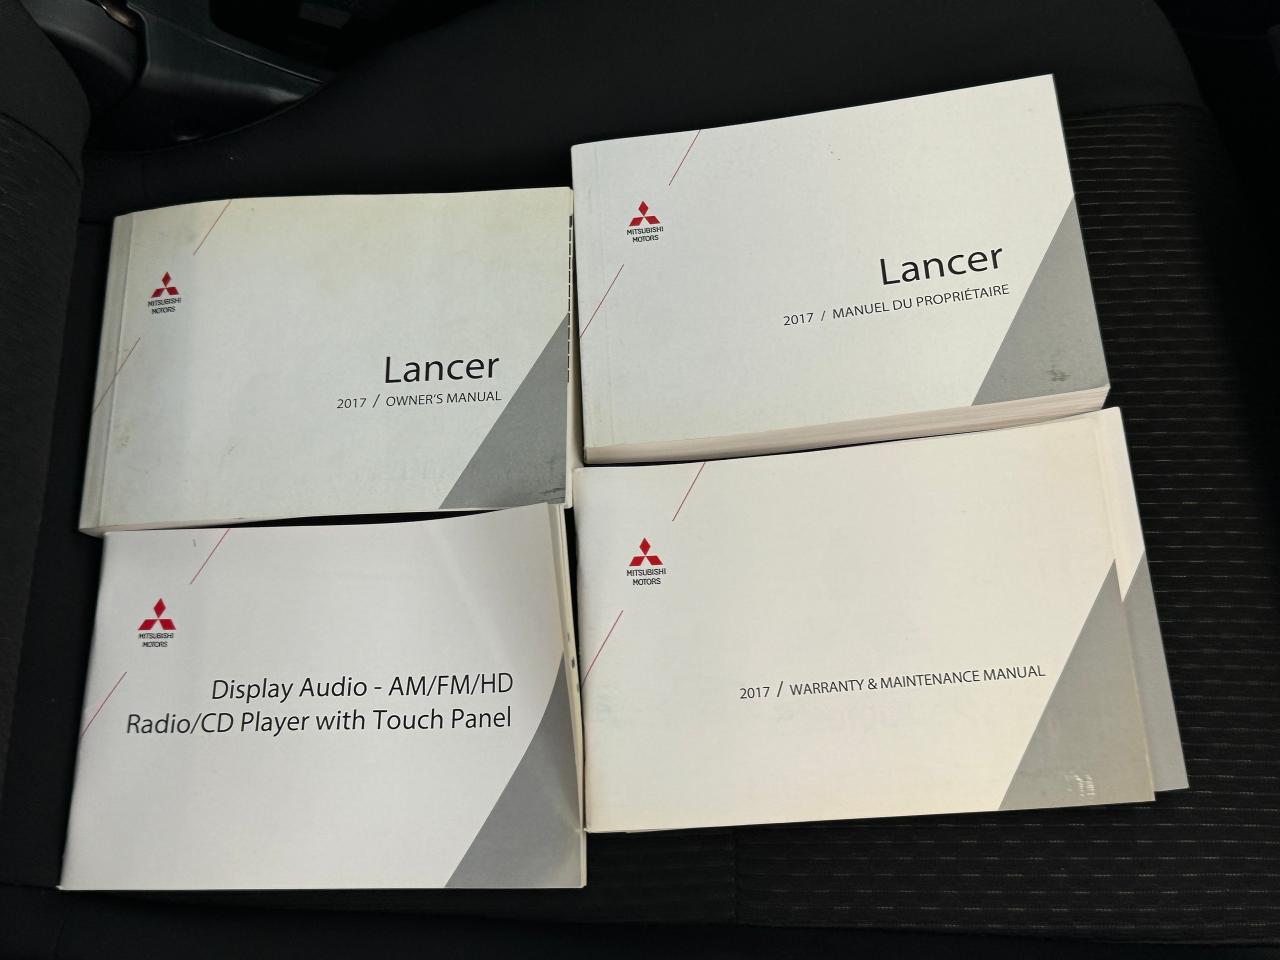 MITSUBISHI
MOTORS
Lancer
2017 / OWNER'S MANUAL
MITSUBISHI
MOTORS
Lancer
2017 / MANUEL DU PROPRIÉTAIRE
MITSUBISHI
MOTORS
Display Audio - AM/FM/HD
Radio/CD Player with Touch Panel
MITSUBISHI
MOTORS
2017 / WARRANTY & MAINTENANCE MANUAL